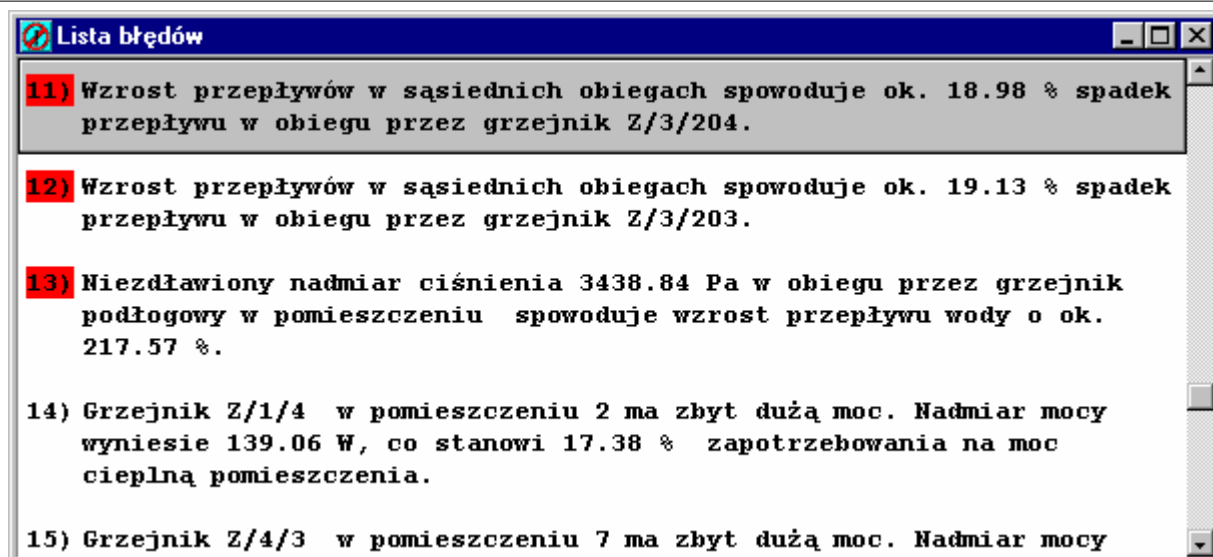 Lista błędów
11) Wzrost przepływów w sąsiednich obiegach spowoduje ok. 18.98 % spadek
przepływu w obiegu przez grzejnik Z/3/204.
12) Wzrost przepływów w sąsiednich obiegach spowoduje ok. 19.13 % spadek
przepływu w obiegu przez grzejnik Z/3/203.
13) Niezdławiony nadmiar ciśnienia 3438.84 Pa w obiegu przez grzejnik
podłogowy w pomieszczeniu  spowoduje wzrost przepływu wody o ok.
217.57 %.
14) Grzejnik Z/1/4  w pomieszczeniu 2 ma zbyt dużą moc. Nadmiar mocy
wyniesie 139.06 W, co stanowi 17.38 %  zapotrzebowania na moc
cieplną pomieszczenia.
15) Grzejnik Z/4/3  w pomieszczeniu 7 ma zbyt dużą moc. Nadmiar mocy